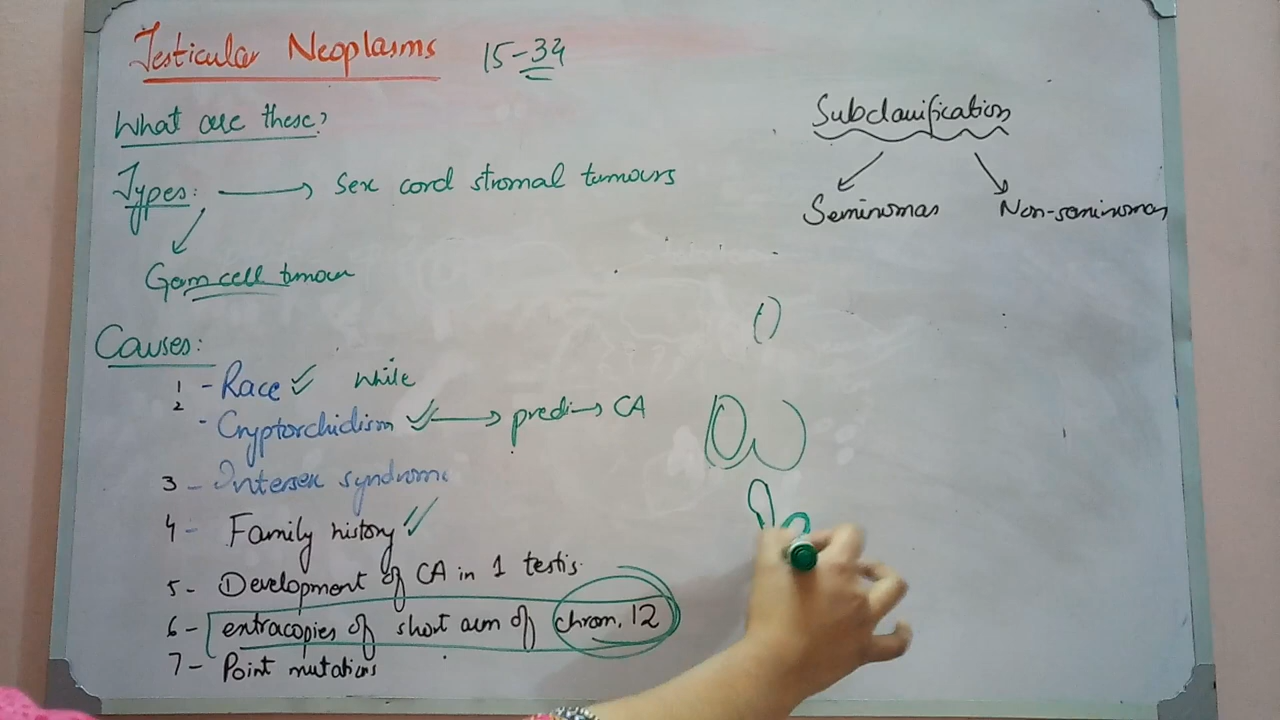 Testicular Neoplasms 15-34
What are these?
Types: → Sex cord stromal tumours
Germ cell tumour
Causes:
1 - Race ✓ White
2 - Cryptorchidism ✓ → predi → CA
3 - Intersex syndrome
4 - Family history ✓✓
5 - Development of CA in 1 testis.
6 - extracopies of short arm of chrom. 12
7 - Point mutations
Subclassification
Seminomas Non-seminomas